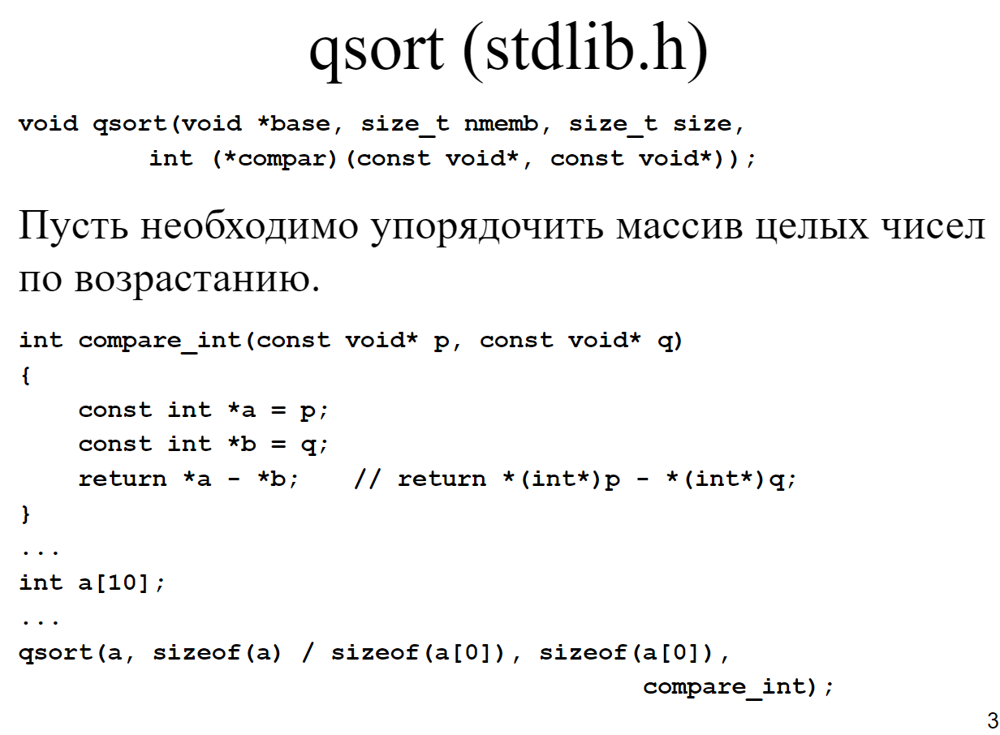 qsort (stdlib.h)
void qsort(void *base, size_t nmemb, size_t size,
int (*compar)(const void*, const void*));
Пусть необходимо упорядочить массив целых чисел
по возрастанию.
int compare_int(const void* p, const void* q)
{
const int *a = p;
const int *b = q;
return *a - *b; // return *(int*)p - *(int*)q;
}
...
int a[10];
...
qsort(a, sizeof(a) / sizeof(a[0]), sizeof(a[0]),
compare_int);
3